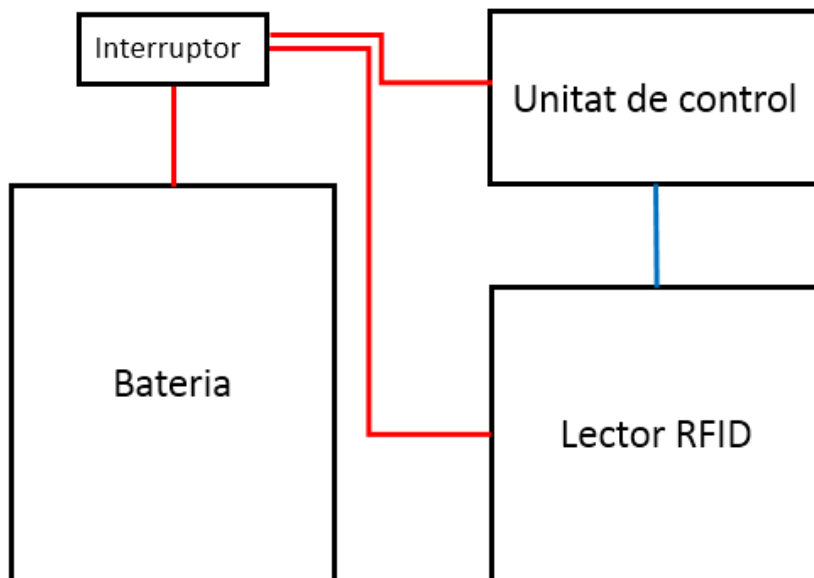 Interruptor
Unitat de control
Bateria
Lector RFID